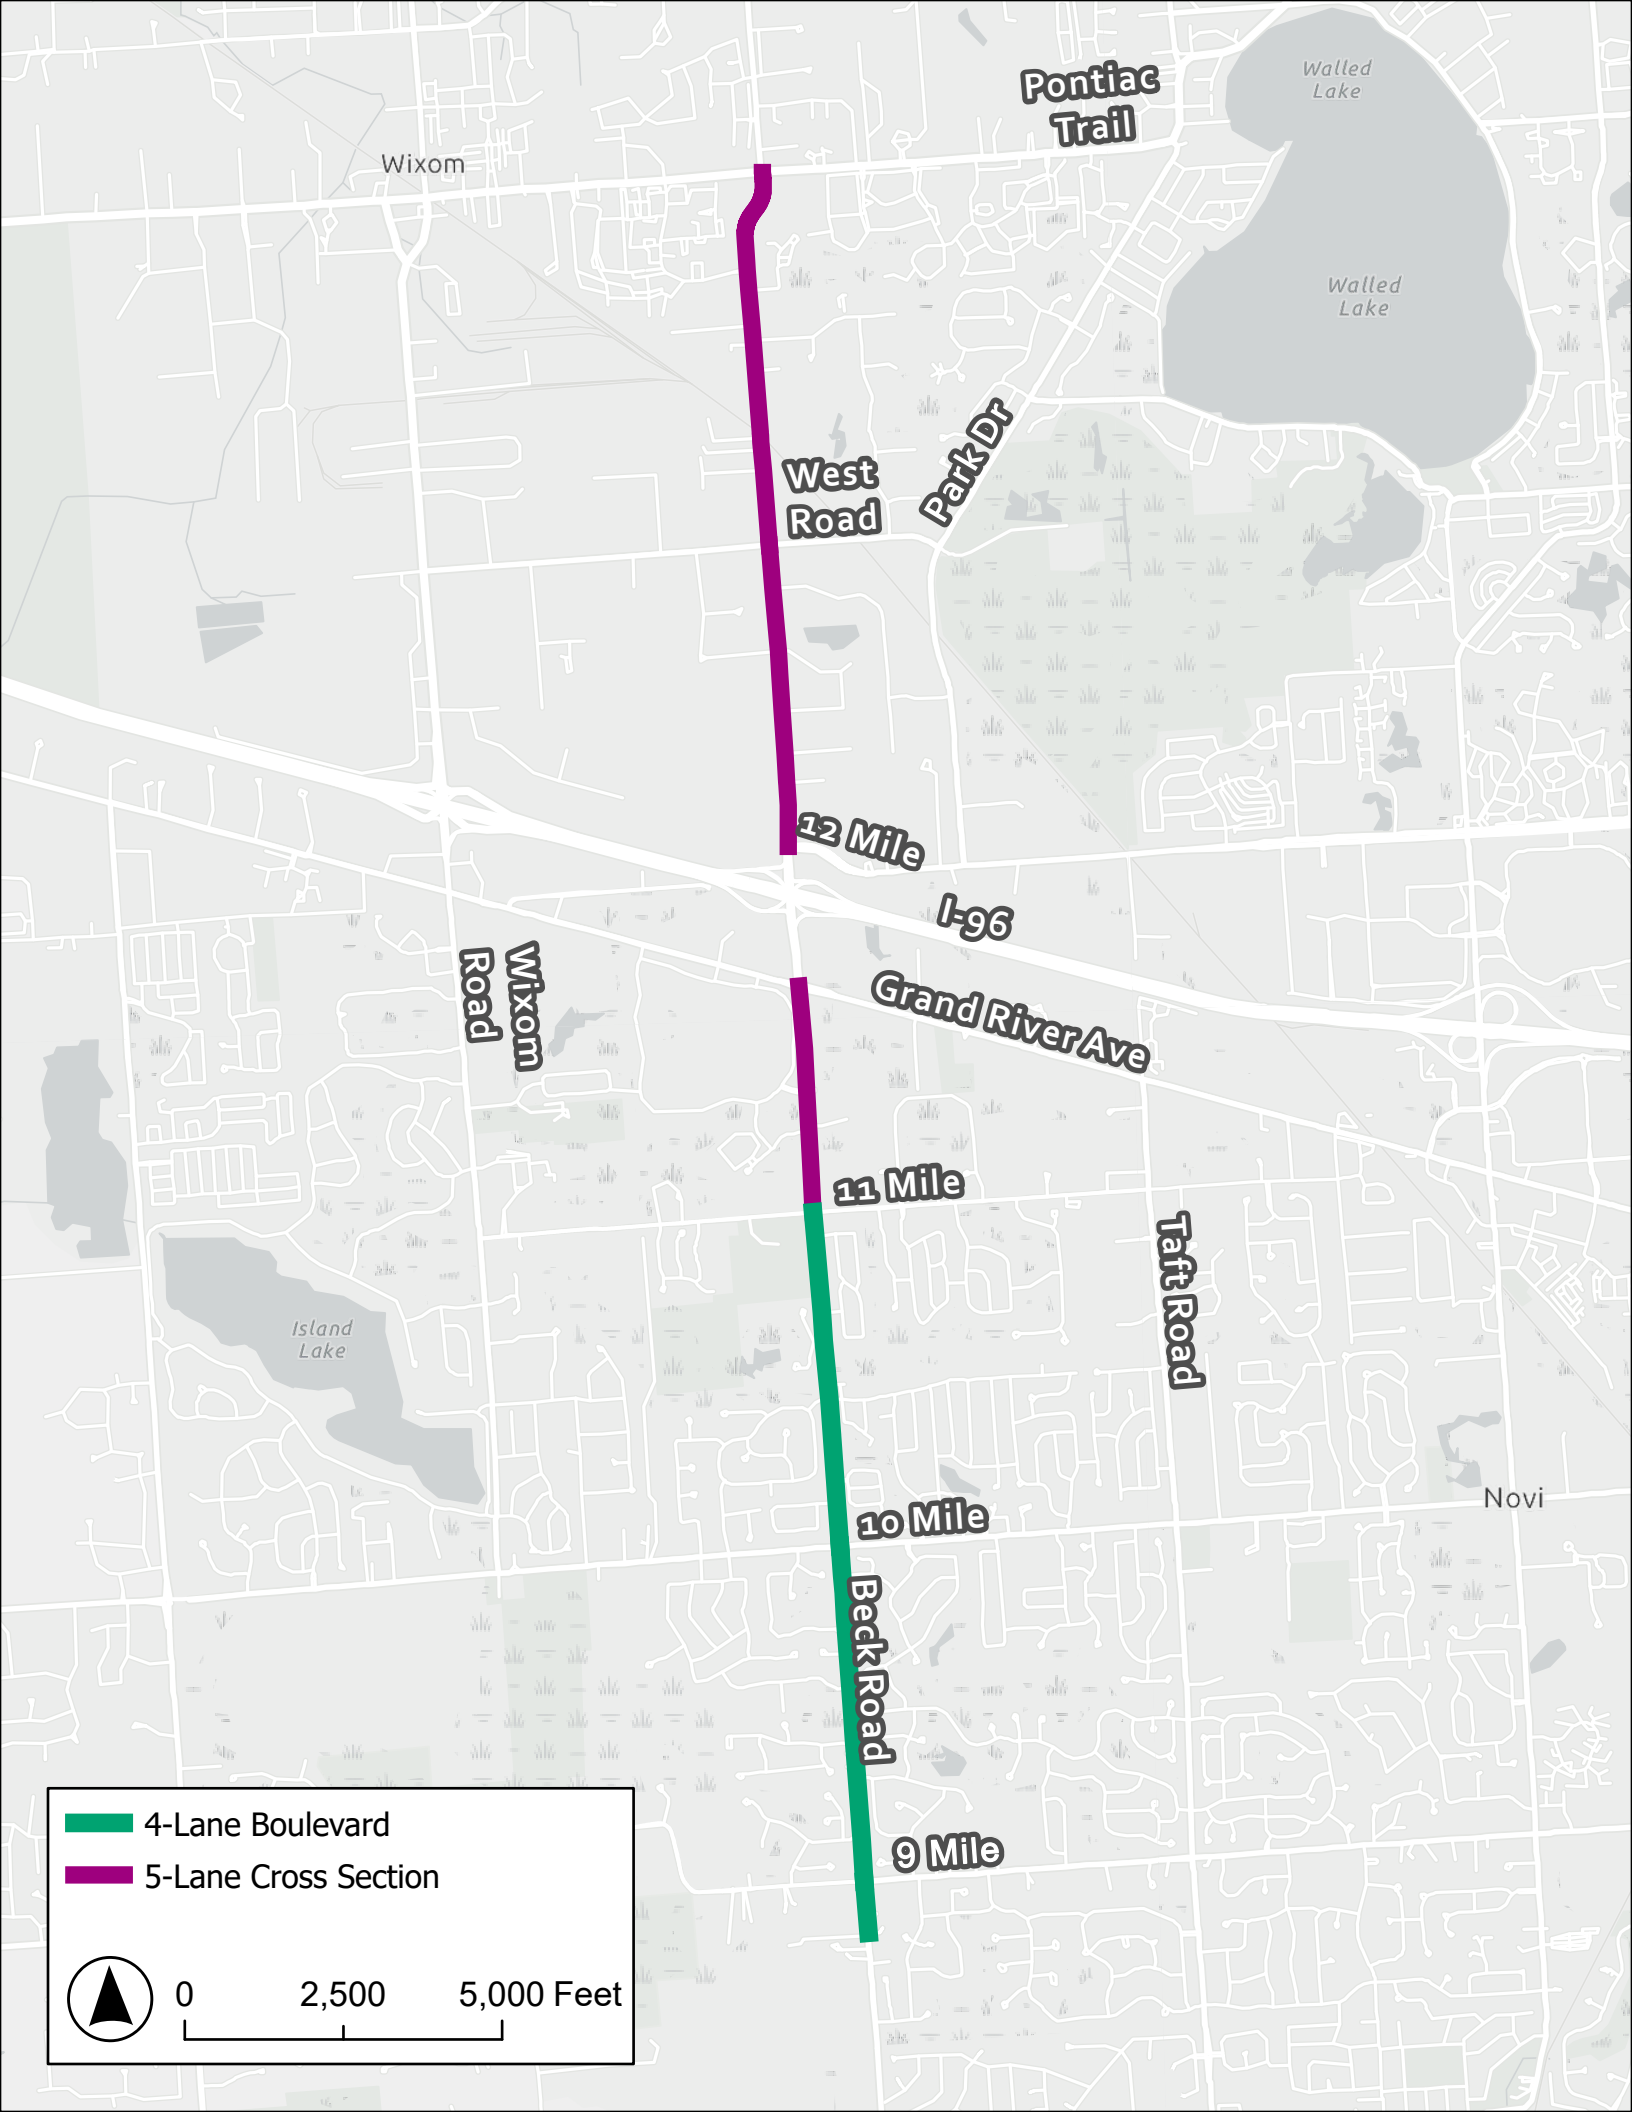 Walled
Lake
Pontiac
Trail
Wixom
Walled
Lake
Park Dr
West
Road
12 Mile
I-96
Wixom
Road
Grand River Ave
11 Mile
Taft Road
Island
Lake
Novi
10 Mile
Beck Road
9 Mile
4-Lane Boulevard
5-Lane Cross Section
0 2,500 5,000 Feet